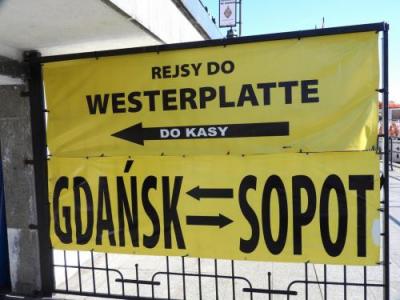 REJSY DO
WESTERPLATTE
DO KASY
GDAŃSK SOPOT